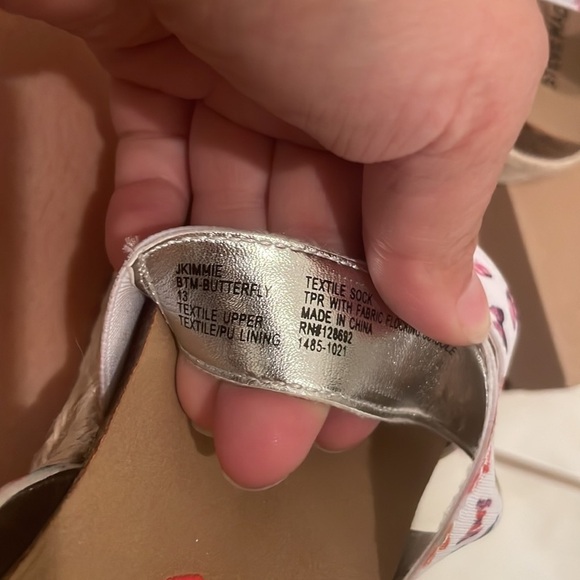 JKIMMIE
BTM-BUTTERFLY
13
TEXTILE UPPER
TEXTILE/PU LINING
TEXTILE SOCK
TPR WITH FABRIC
MADE IN CHINA
RN#128692
1485-1021